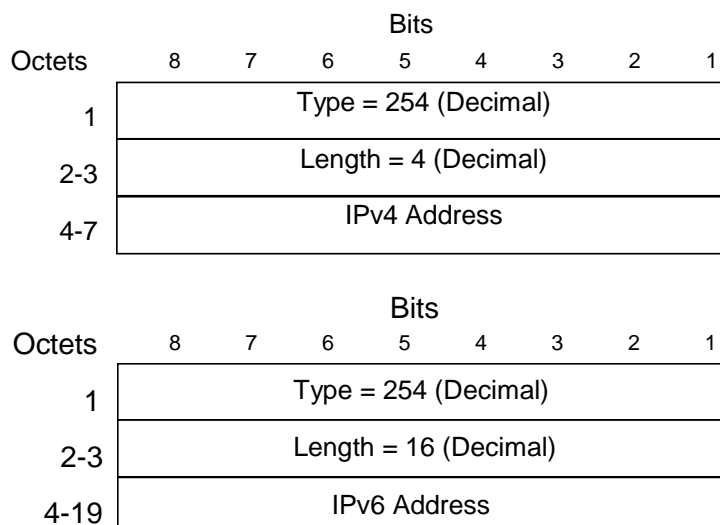 Bits
Octets 8 7 6 5 4 3 2 1
1 Type = 254 (Decimal)
2-3 Length = 4 (Decimal)
4-7 IPv4 Address
Bits
Octets 8 7 6 5 4 3 2 1
1 Type = 254 (Decimal)
2-3 Length = 16 (Decimal)
4-19 IPv6 Address